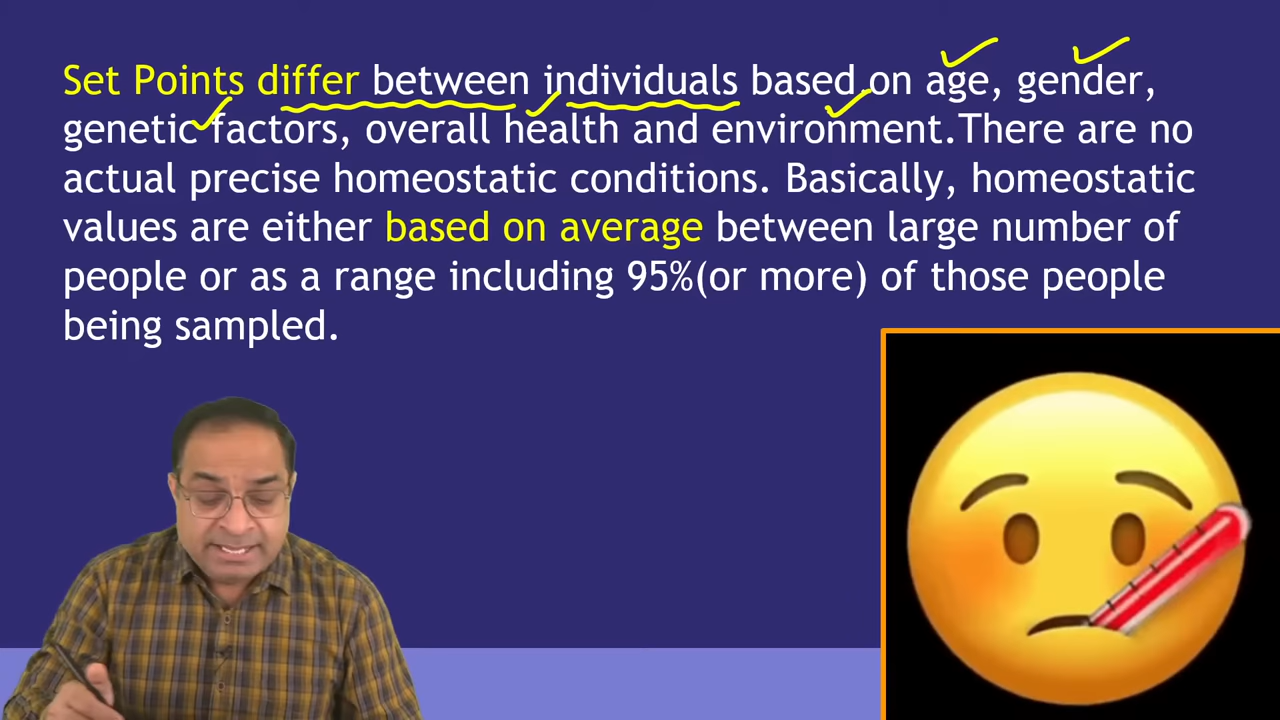 Set Points differ between individuals based on age, gender,
genetic factors, overall health and environment.There are no
actual precise homeostatic conditions. Basically, homeostatic
values are either based on average between large number of
people or as a range including 95%(or more) of those people
being sampled.